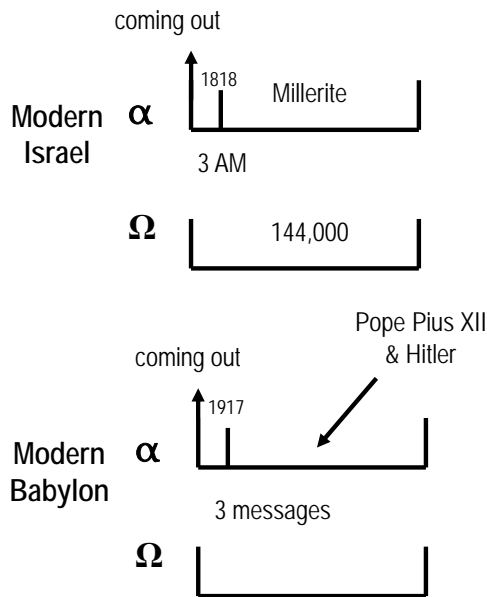 coming out
1818
Millerite
Modern
Israel
α
3 AM
Ω
144,000
Pope Pius XII
& Hitler
coming out
1917
Modern
Babylon
α
3 messages
Ω